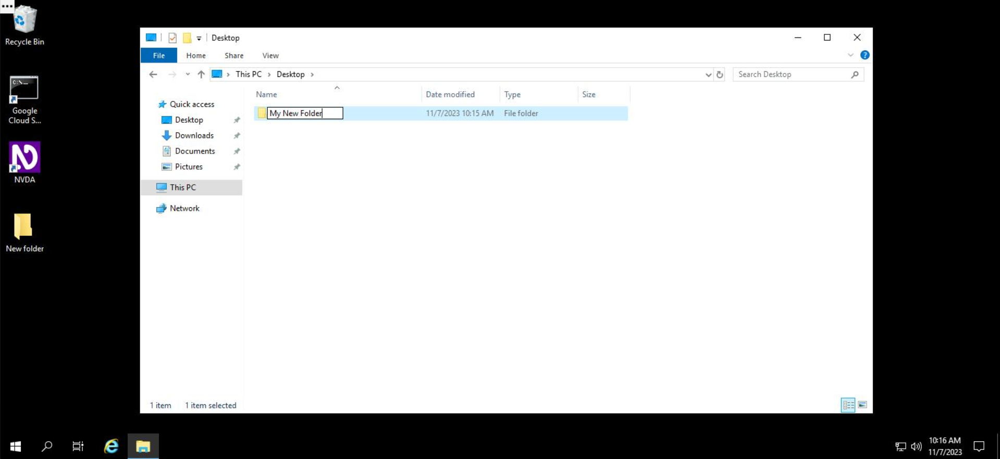 Recycle Bin
C:\._
Google
Cloud S...
NVDA
New folder
Desktop
File Home Share View
This PC Desktop
Search Desktop
Name Date modified Type Size
Quick access
Desktop
Downloads
Documents
Pictures
This PC
Network
My New Folder 11/7/2023 10:15 AM File folder
1 item 1 item selected
10:16 AM
11/7/2023